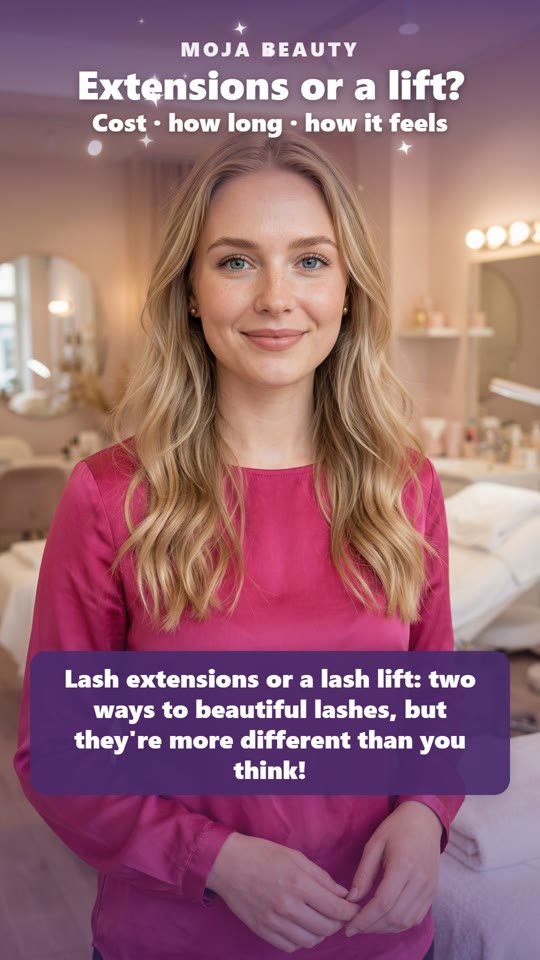 MOJA BEAUTY
Extensions or a lift?
Cost · how long · how it feels
Lash extensions or a lash lift: two
ways to beautiful lashes, but
they're more different than you
think!